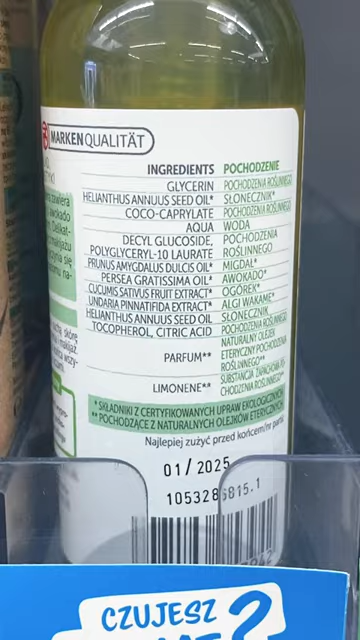 MARKENQUALITÄT
INGREDIENTS POCHODZENIE
GLYCERIN POCHODZENIA ROŚLINNEGO
HELIANTHUS ANNUUS SEED OIL* SŁONECZNIK*
COCO-CAPRYLATE POCHODZENIA ROŚLINNEGO
AQUA WODA
DECYL GLUCOSIDE, POCHODZENIA
POLYGLYCERYL-10 LAURATE ROŚLINNEGO
PRUNUS AMYGDALUS DULCIS OIL* MIGDAŁ*
PERSEA GRATISSIMA OIL* AWOKADO*
CUCUMIS SATIVUS FRUIT EXTRACT* OGÓREK*
UNDARIA PINNATIFIDA EXTRACT* ALGI WAKAME*
HELIANTHUS ANNUUS SEED OIL SŁONECZNIK
TOCOPHEROL, CITRIC ACID POCHODZENIA ROŚLINNEGO
NATURALNY OLEJEK
PARFUM** ETERYCZNY POCHODZENIA
ROŚLINNEGO**
LIMONENE** SUBSTANCJA ZAPACHOWA
CHODZENIA ROŚLINNEGO**
* SKŁADNIKI Z CERTYFIKOWANYCH UPRAW EKOLOGICZNYCH
** POCHODZĄCE Z NATURALNYCH OLEJKÓW ETERYCZNYCH
Najlepiej zużyć przed końcem/nr partii
01/2025
1053286815.1
CZUJESZ
?